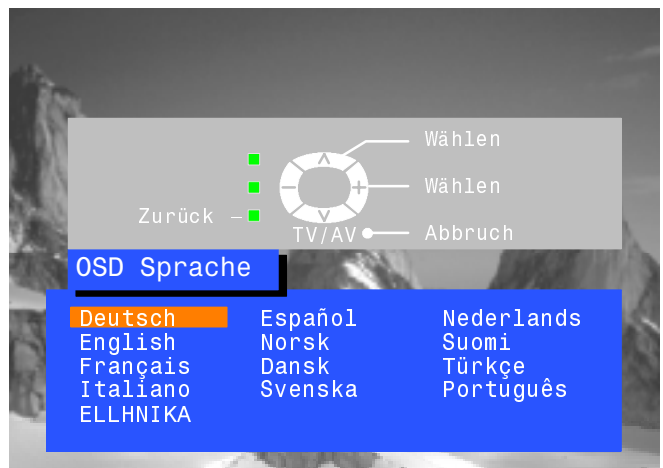 Wählen
Wählen
Zurück
TV/AV Abbruch
OSD Sprache
Deutsch Español Nederlands
English Norsk Suomi
Français Dansk Türkçe
Italiano Svenska Português
ELLHNIKA